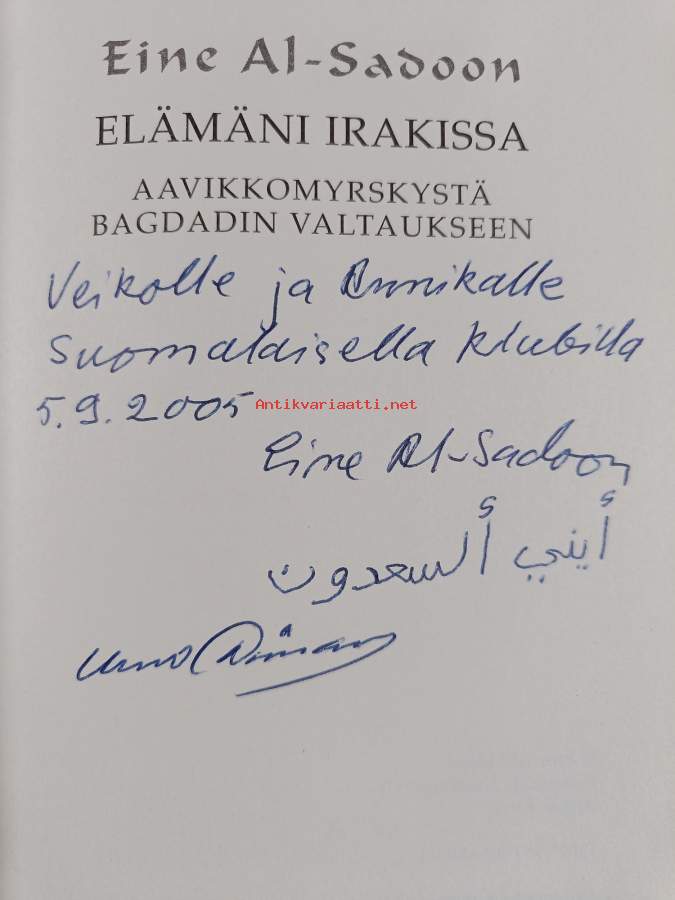 Eine Al-Sadoon
ELÄMÄNI IRAKISSA
AAVIKKOMYRSKYSTÄ
BAGDADIN VALTAUKSEEN
Veikolle ja Annikalle
Suomalaisella klubilla
5.9.2005
Antikvariaatti.net
Eine Al-Sadoon
أيني ألسعدون